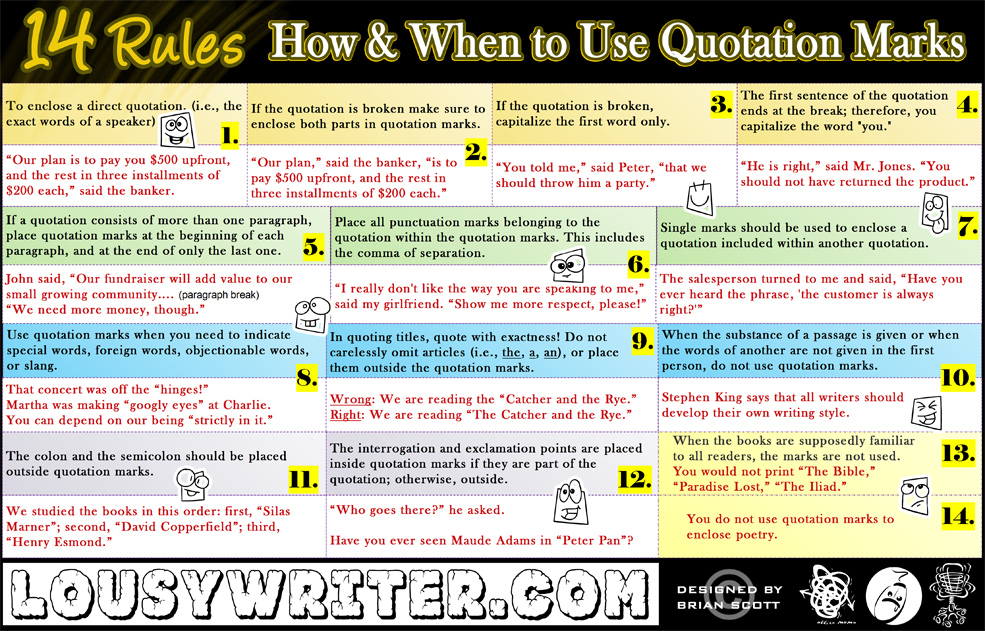 14 Rules How & When to Use Quotation Marks
To enclose a direct quotation. (i.e., the
exact words of a speaker)
1.
"Our plan is to pay you $500 upfront,
and the rest in three installments of
$200 each," said the banker.
If the quotation is broken make sure to
enclose both parts in quotation marks.
2.
"Our plan," said the banker, "is to
pay $500 upfront, and the rest in
three installments of $200 each."
If the quotation is broken,
capitalize the first word only.
3.
"You told me," said Peter, "that we
should throw him a party."
The first sentence of the quotation
ends at the break; therefore, you
capitalize the word "you."
4.
"He is right," said Mr. Jones. "You
should not have returned the product."
If a quotation consists of more than one paragraph,
place quotation marks at the beginning of each
paragraph, and at the end of only the last one.
5.
John said, "Our fundraiser will add value to our
small growing community.... (paragraph break)
"We need more money, though."
Place all punctuation marks belonging to the
quotation within the quotation marks. This includes
the comma of separation.
6.
"I really don't like the way you are speaking to me,"
said my girlfriend. "Show me more respect, please!"
Single marks should be used to enclose a
quotation included within another quotation.
7.
The salesperson turned to me and said, "Have you
ever heard the phrase, 'the customer is always
right?'"
Use quotation marks when you need to indicate
special words, foreign words, objectionable words,
or slang.
8.
That concert was off the "hinges!"
Martha was making "googly eyes" at Charlie.
You can depend on our being "strictly in it."
In quoting titles, quote with exactness! Do not
carelessly omit articles (i.e., the, a, an), or place
them outside the quotation marks.
9.
Wrong: We are reading the "Catcher and the Rye."
Right: We are reading "The Catcher and the Rye."
When the substance of a passage is given or when
the words of another are not given in the first
person, do not use quotation marks.
10.
Stephen King says that all writers should
develop their own writing style.
The colon and the semicolon should be placed
outside quotation marks.
11.
We studied the books in this order: first, "Silas
Marner"; second, "David Copperfield"; third,
"Henry Esmond."
The interrogation and exclamation points are placed
inside quotation marks if they are part of the
quotation; otherwise, outside.
12.
"Who goes there?" he asked.
Have you ever seen Maude Adams in "Peter Pan"?
When the books are supposedly familiar
to all readers, the marks are not used.
13.
You would not print "The Bible,"
"Paradise Lost," "The Iliad."
14.
You do not use quotation marks to
enclose poetry.
LOUSYWRITER.COM
©
DESIGNED BY
BRIAN SCOTT